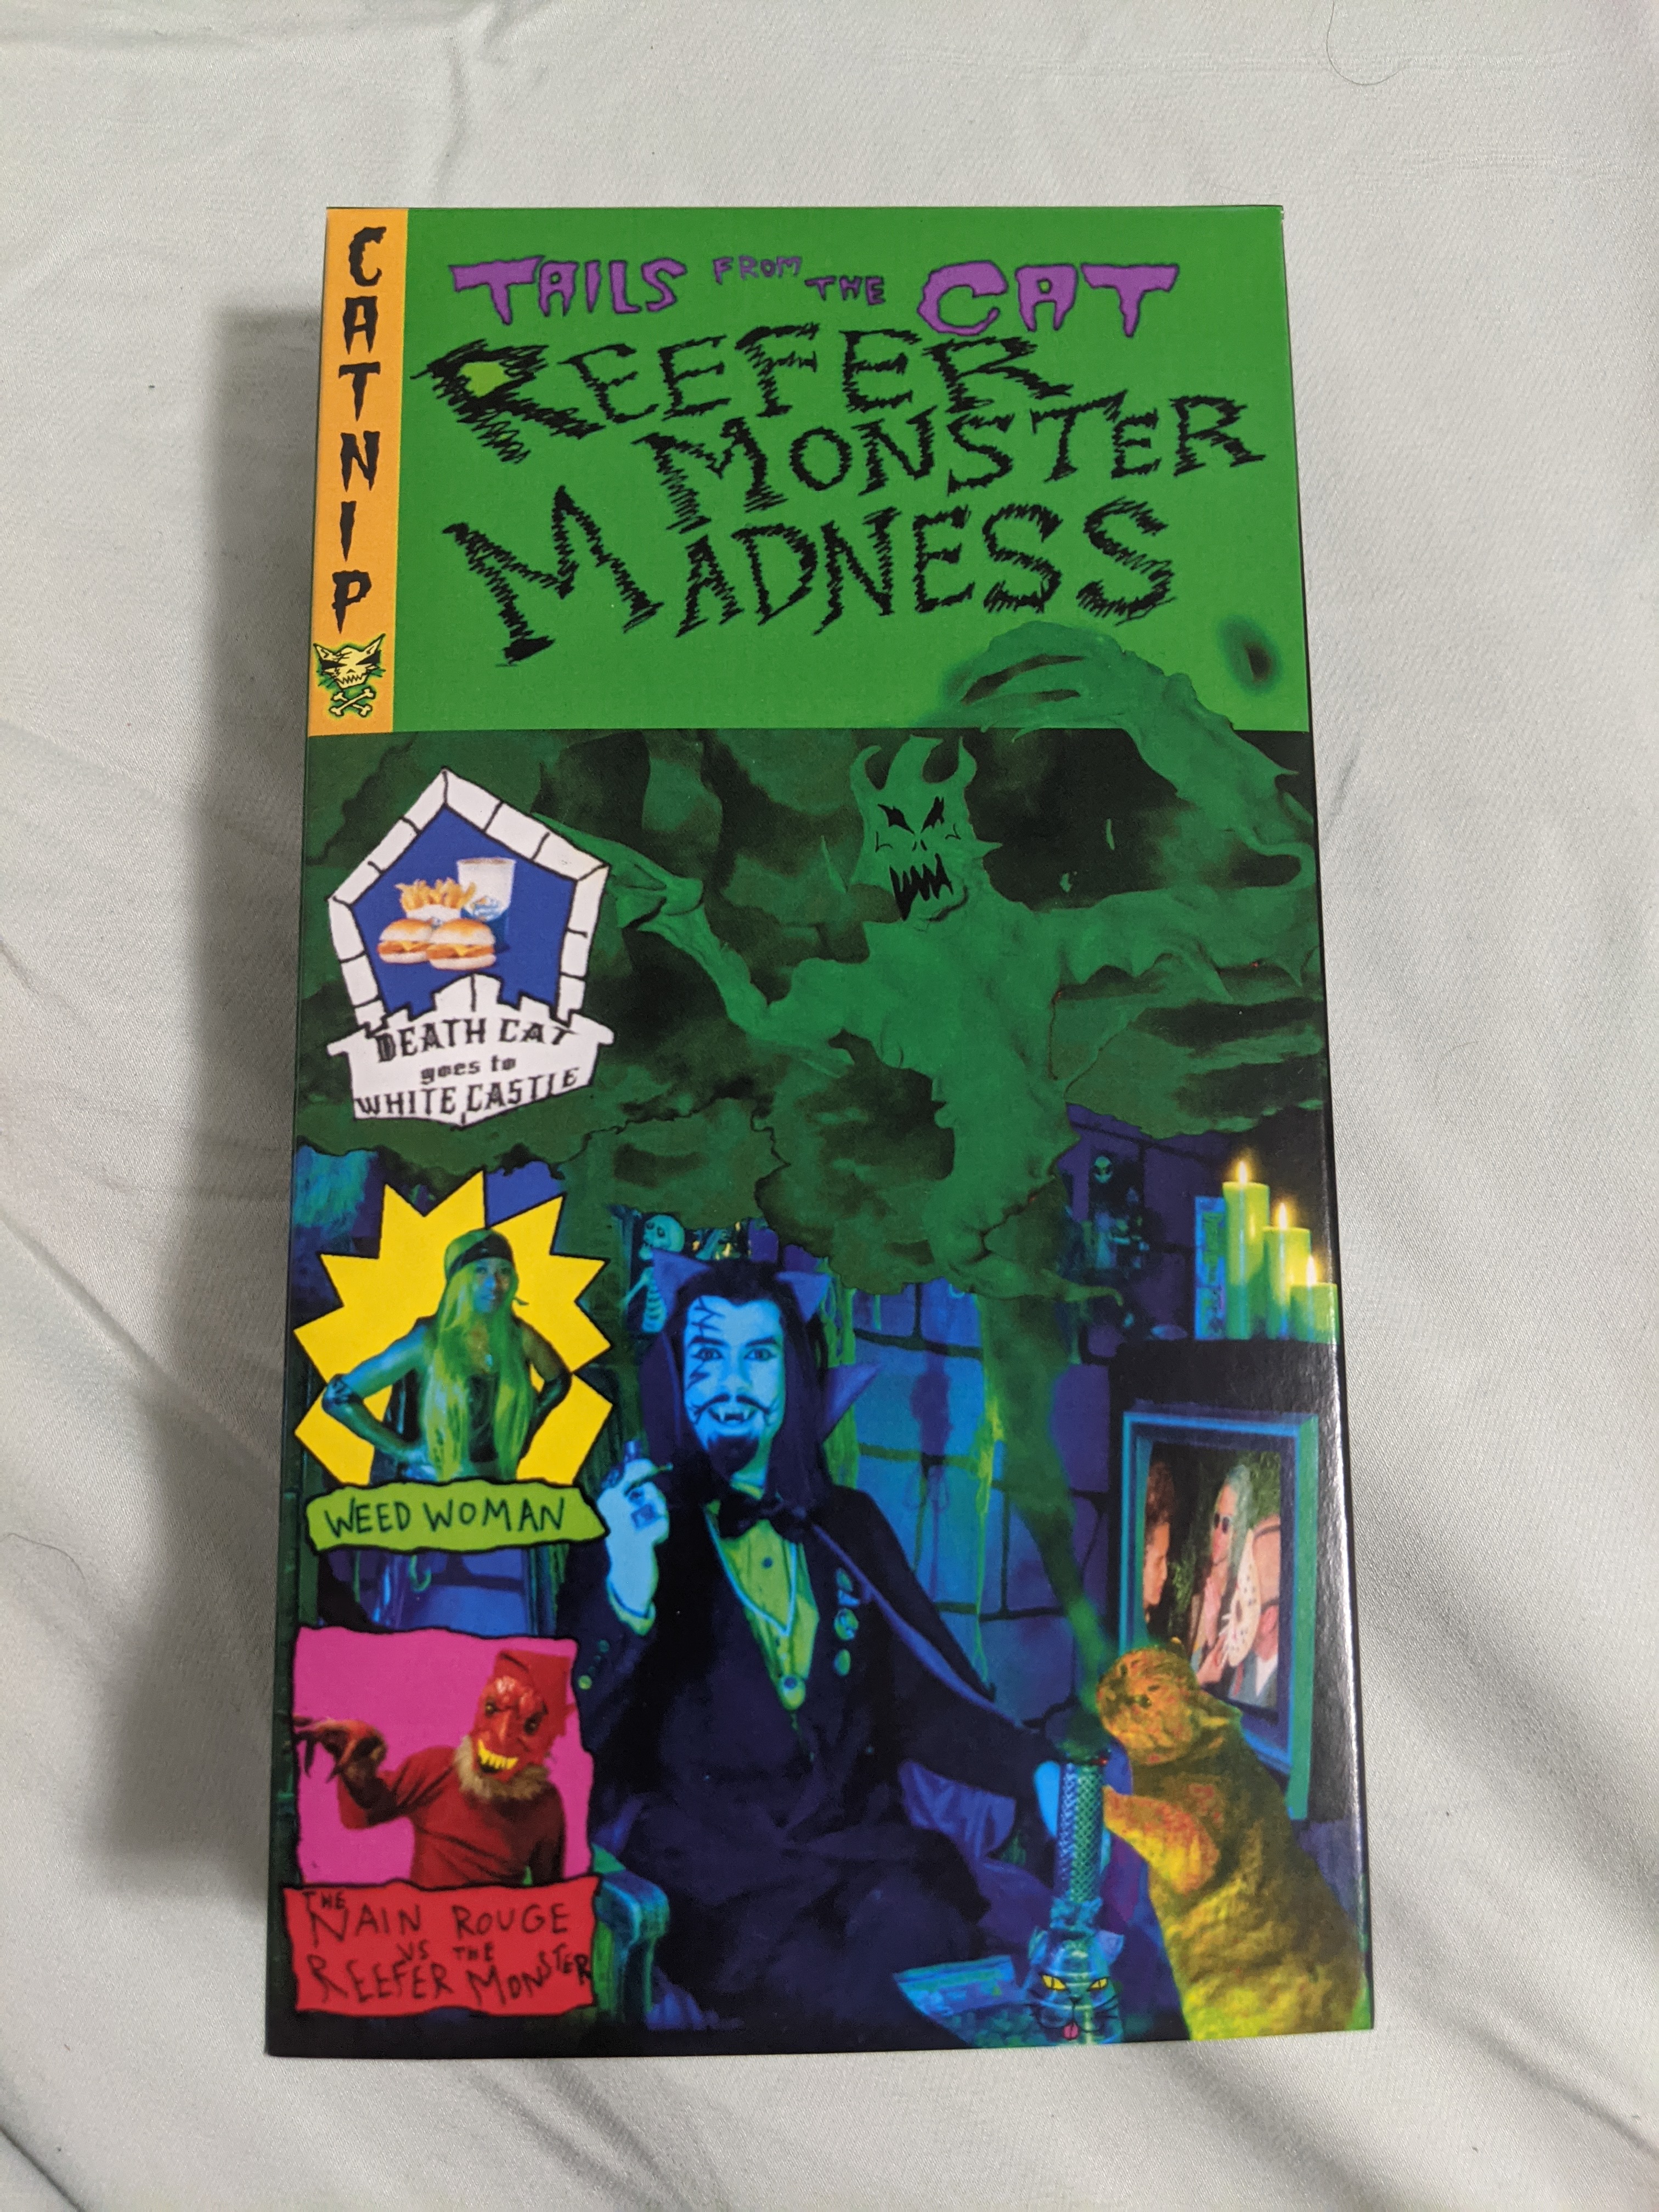 CATNIP
TAILS FROM THE CAT
REEFER
MONSTER
MADNESS
DEATH CAT
goes to
WHITE CASTLE
WEED WOMAN
THE
NAIN ROUGE
VS THE
REEFER MONSTER